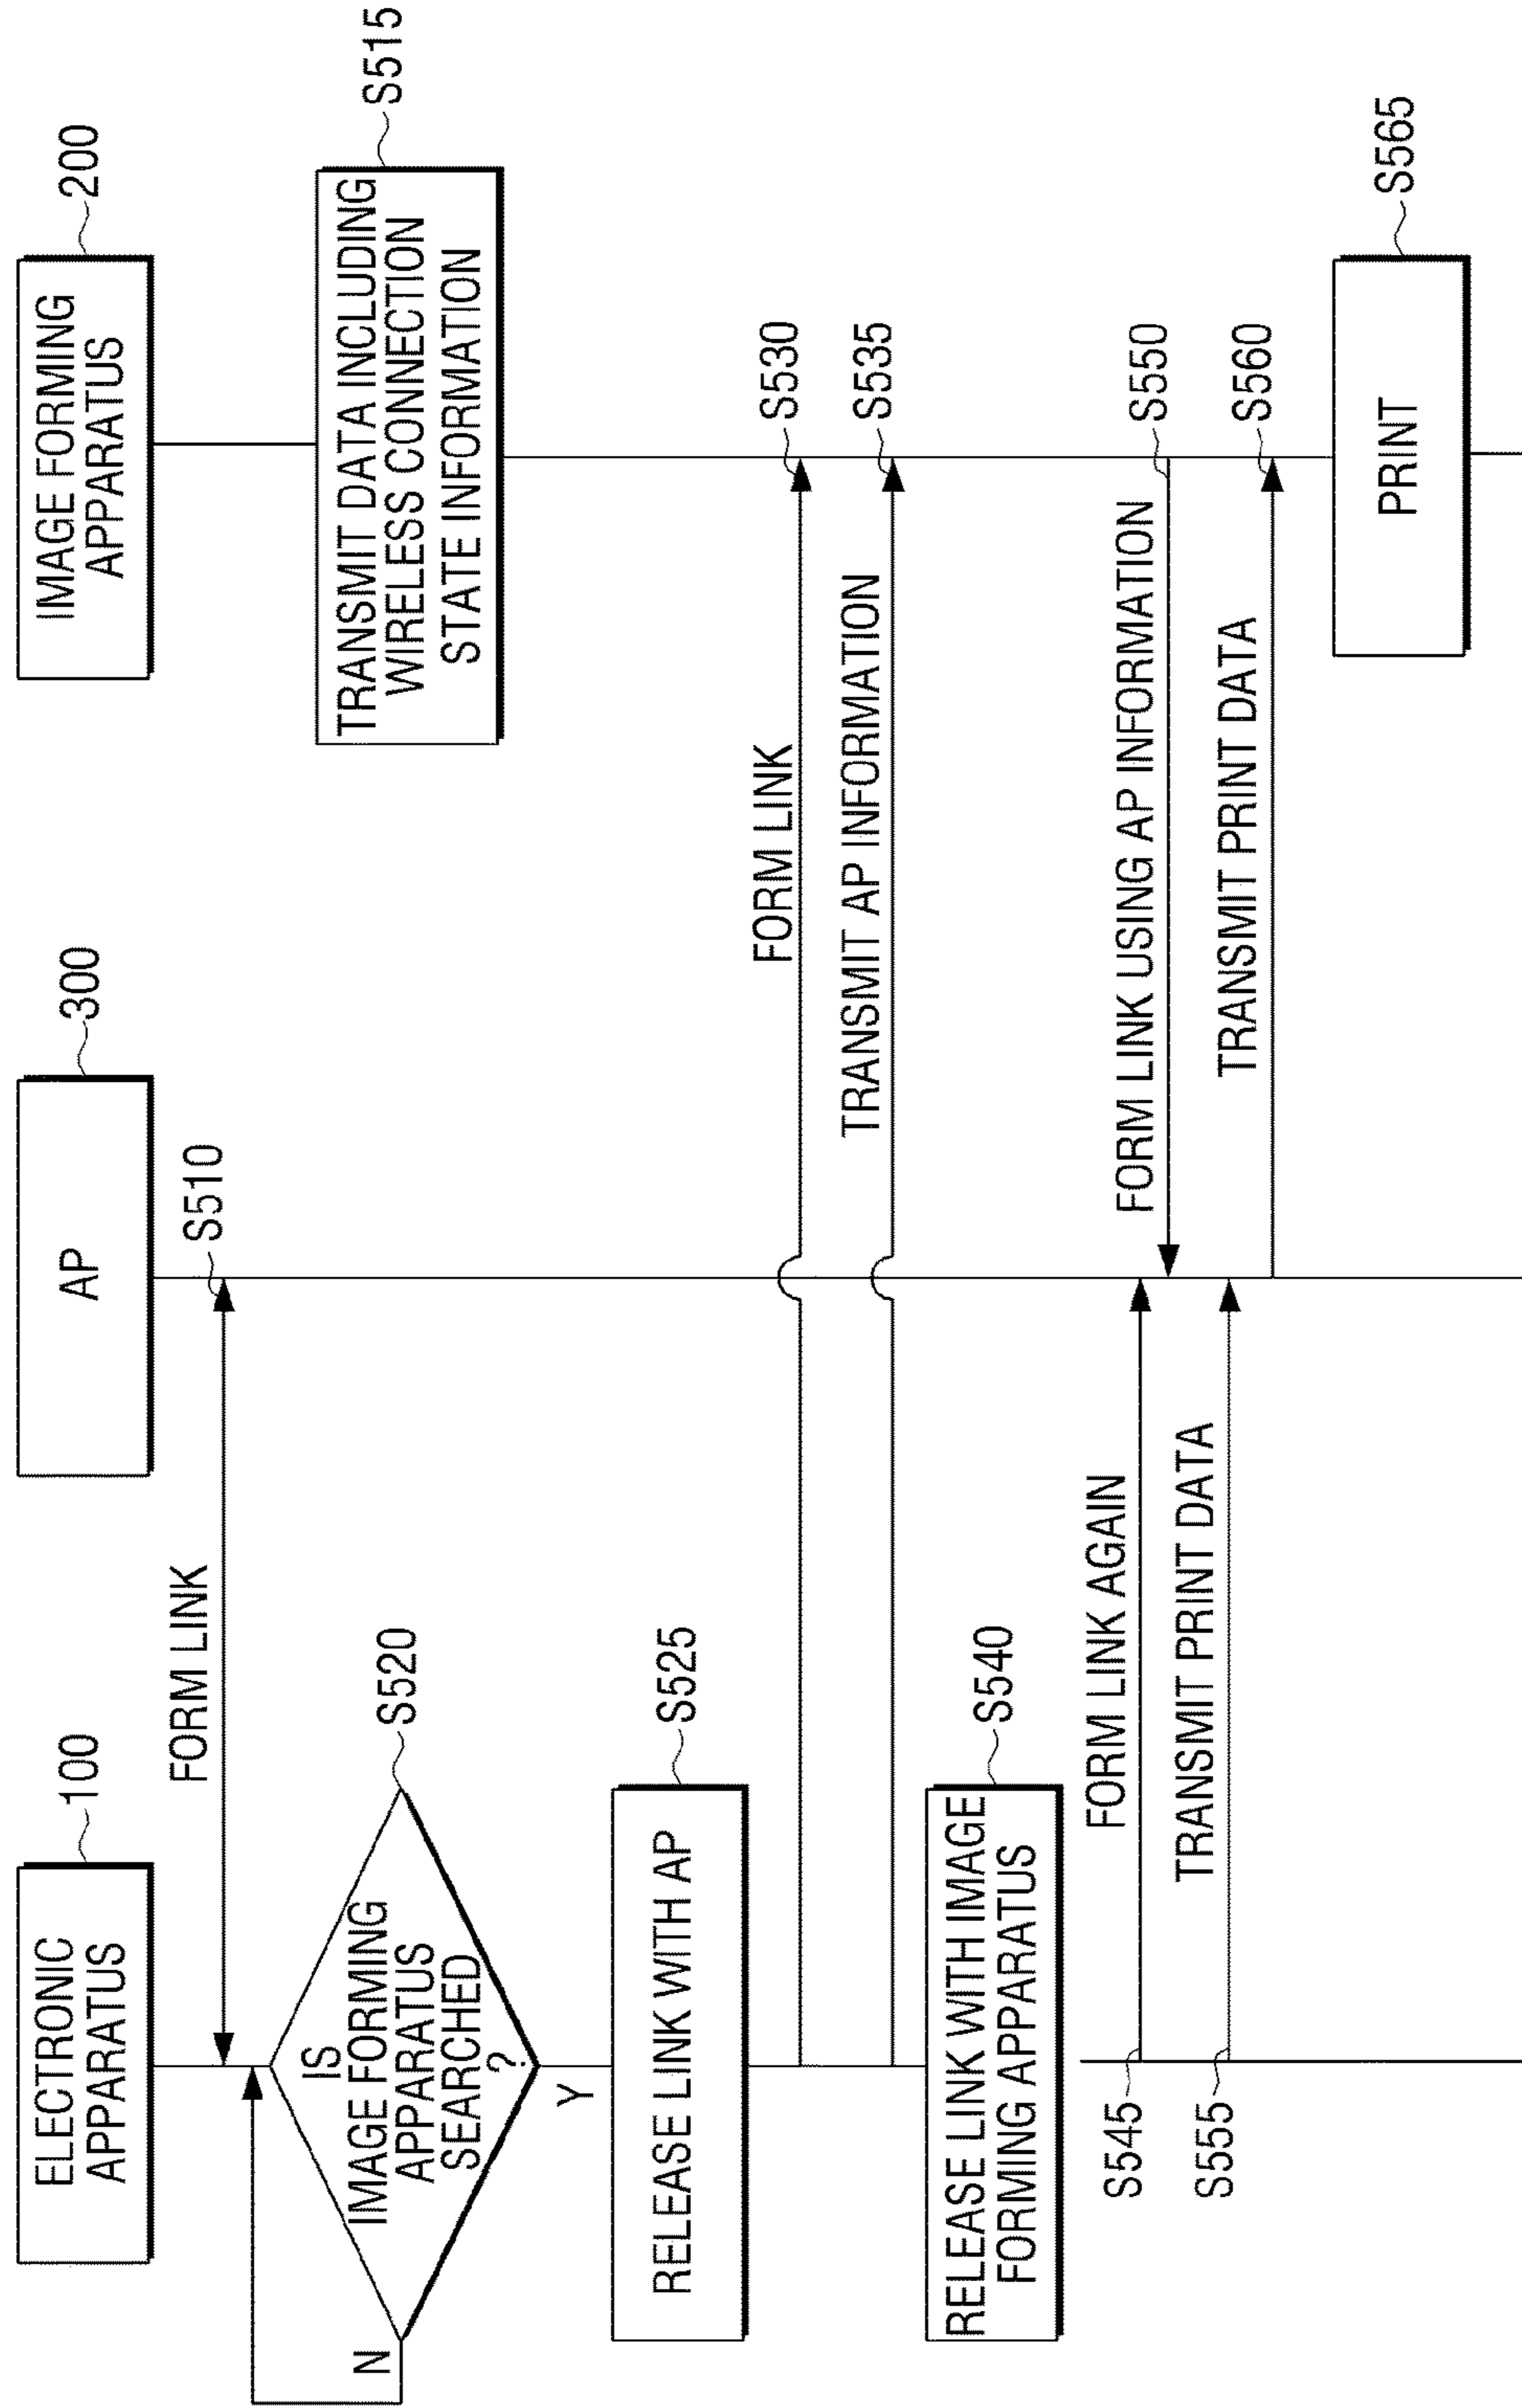 ELECTRONIC
APPARATUS
100
AP
300
IMAGE FORMING
APPARATUS
200
FORM LINK
S510
TRANSMIT DATA INCLUDING
WIRELESS CONNECTION
STATE INFORMATION
S515
IS
IMAGE FORMING
APPARATUS
SEARCHED
?
S520
N
Y
RELEASE LINK WITH AP
S525
FORM LINK
S530
TRANSMIT AP INFORMATION
S535
RELEASE LINK WITH IMAGE
FORMING APPARATUS
S540
S545
FORM LINK AGAIN
FORM LINK USING AP INFORMATION
S550
S555
TRANSMIT PRINT DATA
TRANSMIT PRINT DATA
S560
PRINT
S565